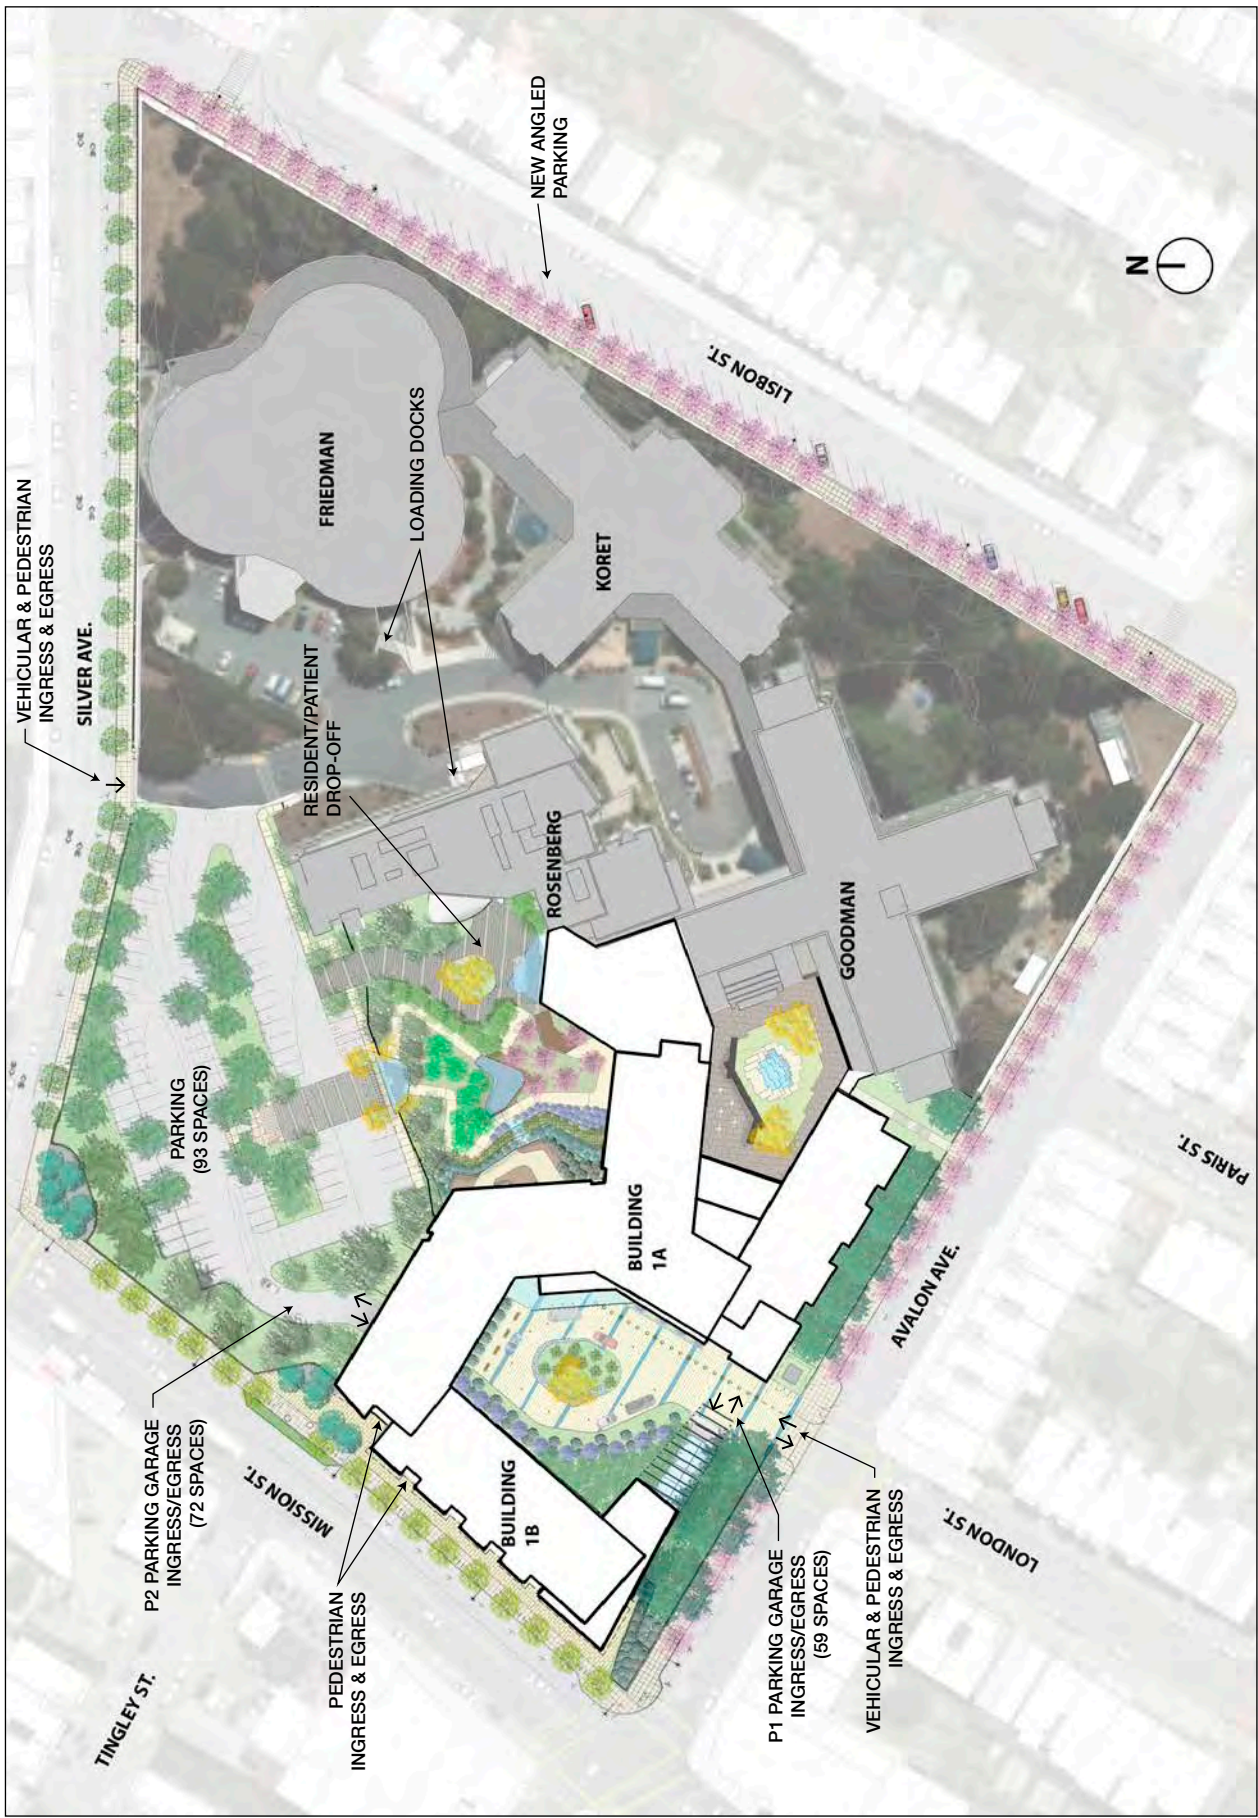 VEHICULAR & PEDESTRIAN
INGRESS & EGRESS
SILVER AVE.
NEW ANGLED
PARKING
LISBON ST.
N
FRIEDMAN
LOADING DOCKS
KORET
RESIDENT/PATIENT
DROP-OFF
ROSENBERG
GOODMAN
PARKING
(93 SPACES)
PARIS ST.
BUILDING
1A
AVALON AVE.
P2 PARKING GARAGE
INGRESS/EGRESS
(72 SPACES)
MISSION ST.
BUILDING
1B
LONDON ST.
PEDESTRIAN
INGRESS & EGRESS
P1 PARKING GARAGE
INGRESS/EGRESS
(59 SPACES)
VEHICULAR & PEDESTRIAN
INGRESS & EGRESS
TINGLEY ST.